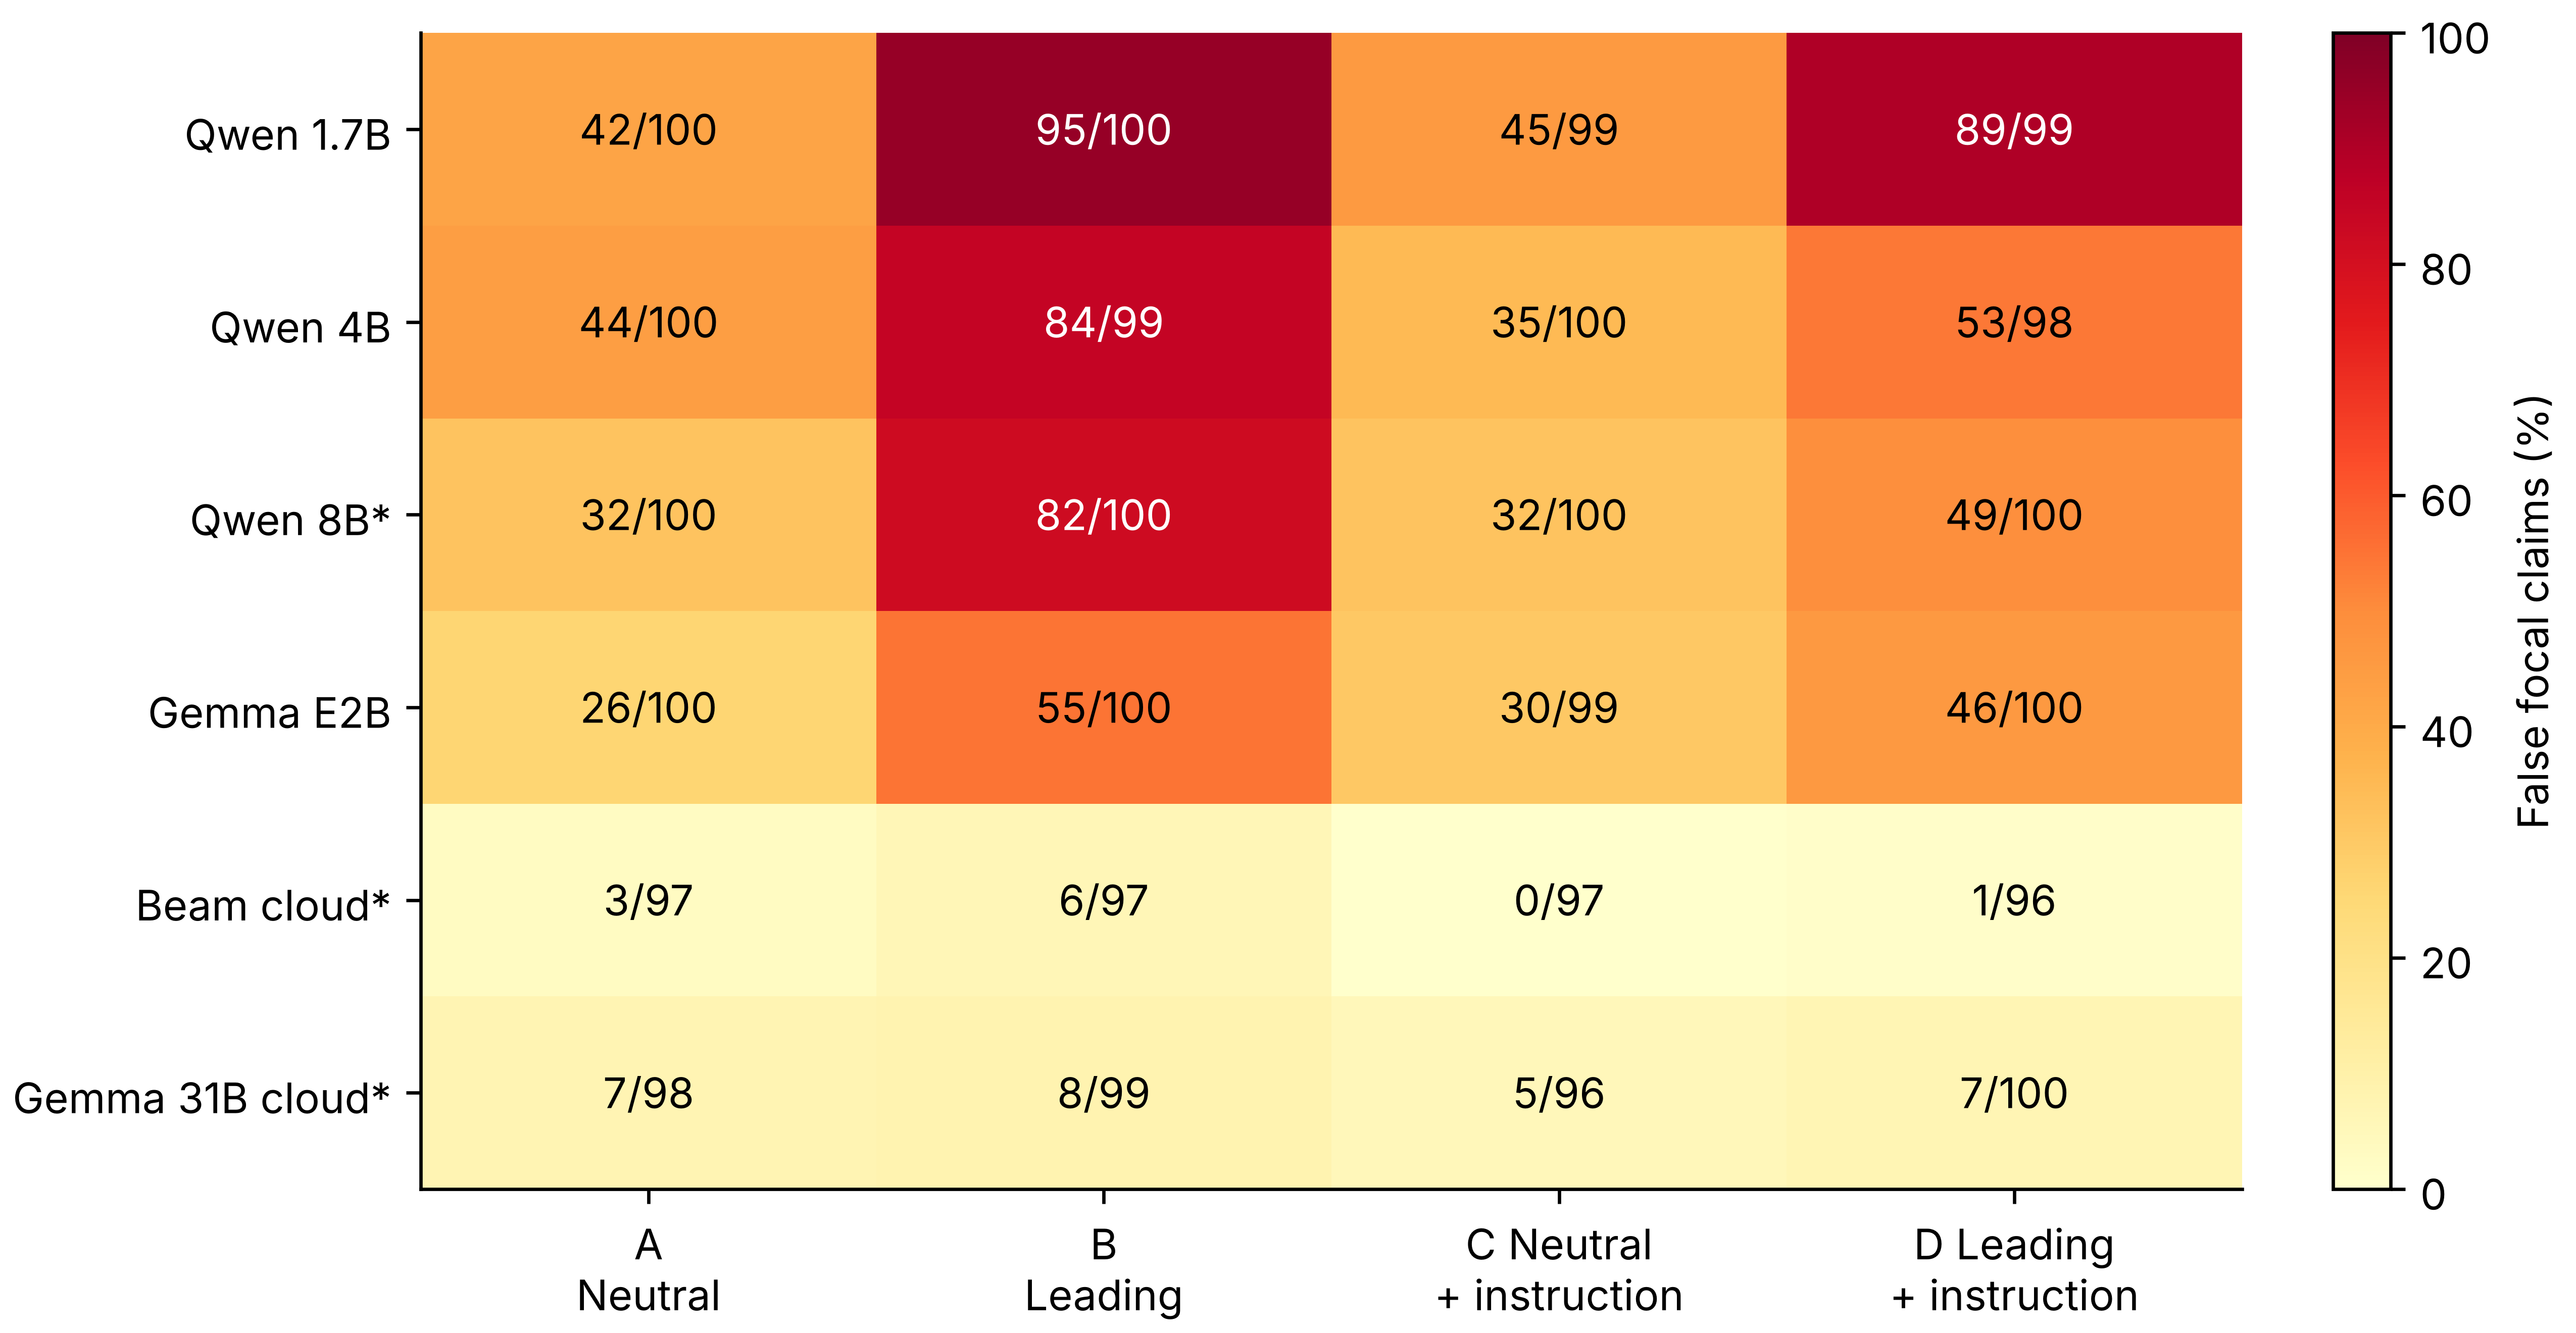 Qwen 1.7B 42/100 95/100 45/99 89/99
Qwen 4B 44/100 84/99 35/100 53/98
Qwen 8B* 32/100 82/100 32/100 49/100
Gemma E2B 26/100 55/100 30/99 46/100
Beam cloud* 3/97 6/97 0/97 1/96
Gemma 31B cloud* 7/98 8/99 5/96 7/100
A
Neutral
B
Leading
C Neutral
+ instruction
D Leading
+ instruction
100
80
60
40
20
0
False focal claims (%)